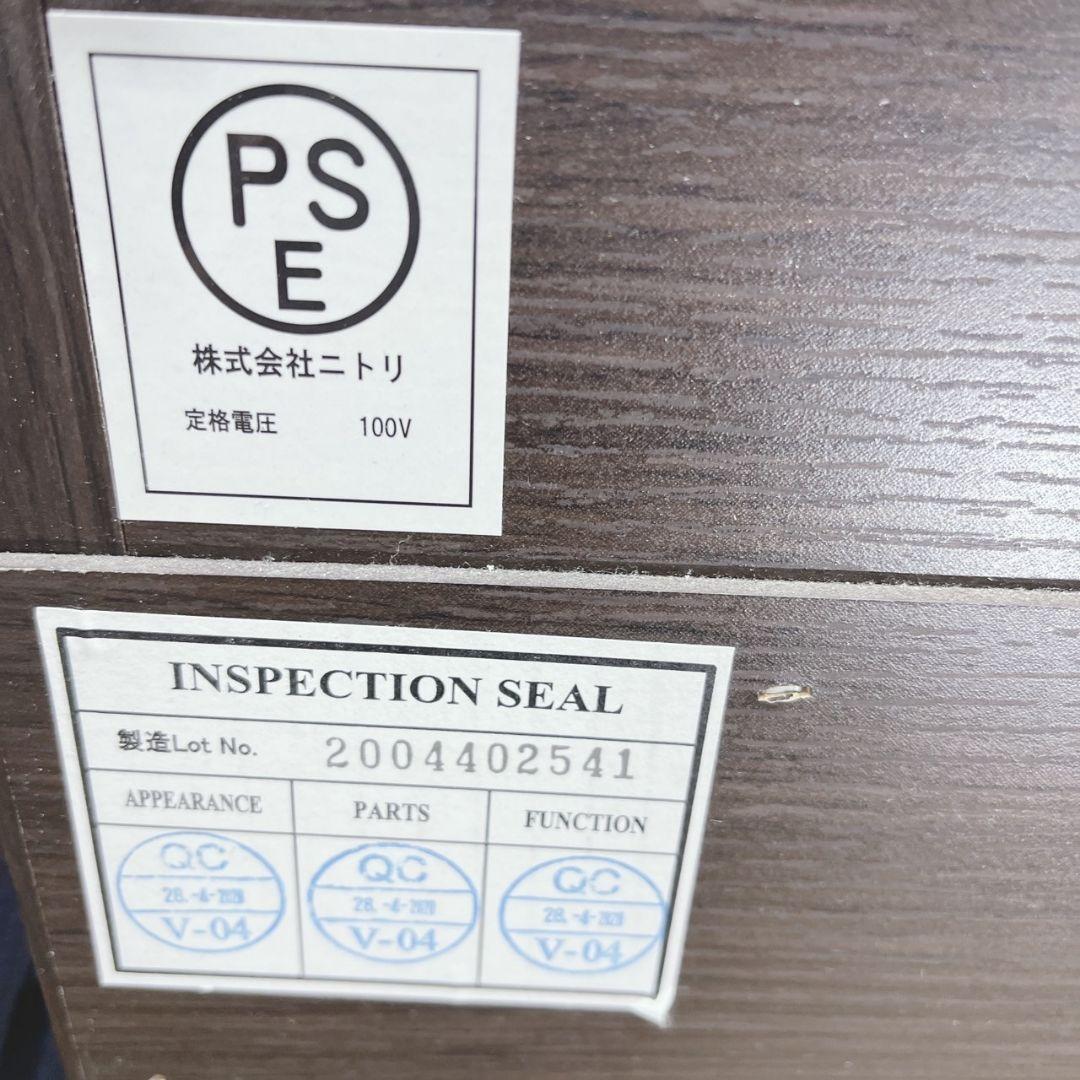 PS
E
株式会社ニトリ
定格電圧 100V
INSPECTION SEAL
製造Lot No. 2004402541
APPEARANCE PARTS FUNCTION
QC QC QC
28.-4-2020 28.-4-2020 28.-4-2020
V-04 V-04 V-04